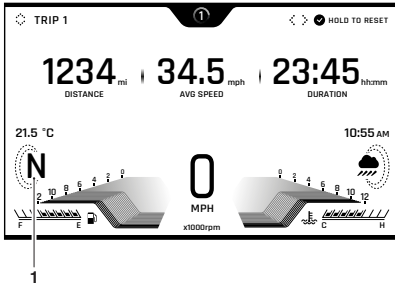 TRIP 1
1
HOLD TO RESET
1234 mi
DISTANCE
34.5 mph
AVG SPEED
23:45 hh:mm
DURATION
21.5 °C
10:55 AM
N
0
MPH
x1000rpm
12 10 8 6 4 2 0
0 2 4 6 8 10 12
F E
C H
1